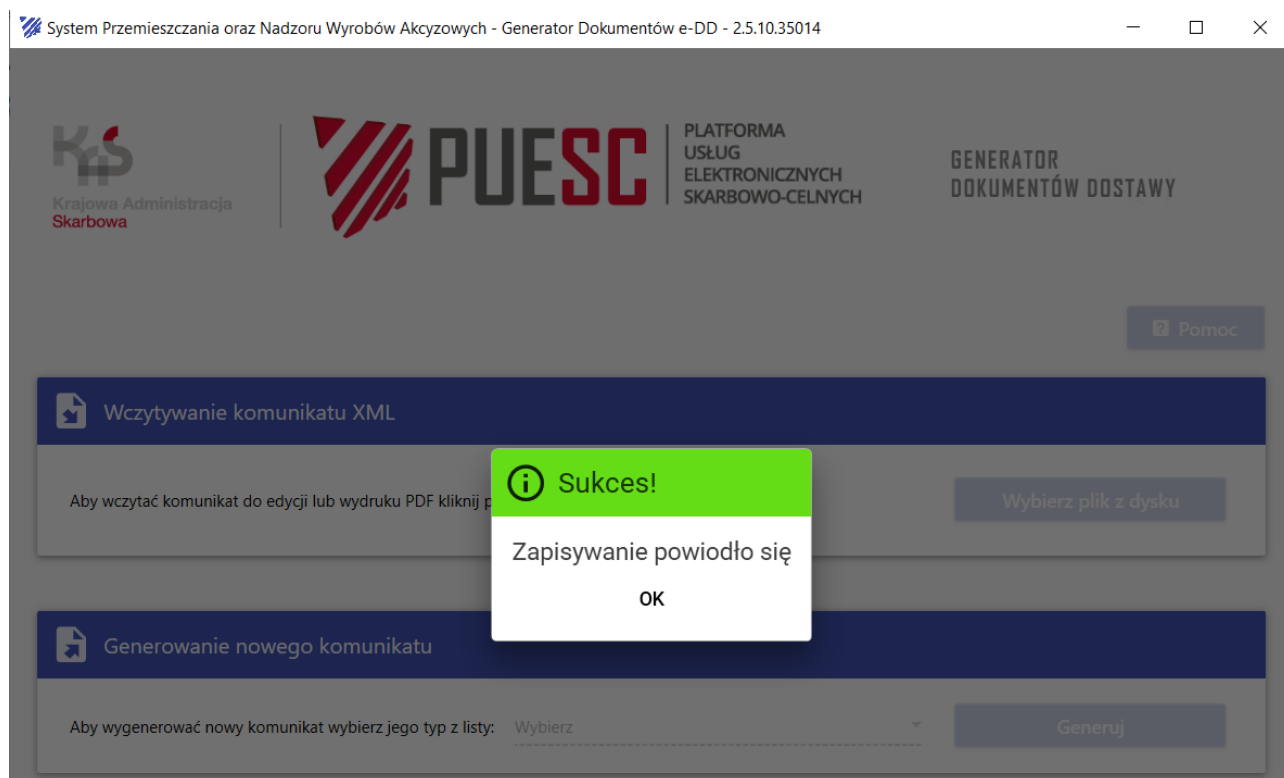 System Przemieszczania oraz Nadzoru Wyrobów Akcyzowych - Generator Dokumentów e-DD - 2.5.10.35014
KAS
Krajowa Administracja
Skarbowa
PUESC
PLATFORMA
USŁUG
ELEKTRONICZNYCH
SKARBOWO-CELNYCH
GENERATOR
DOKUMENTÓW DOSTAWY
Pomoc
Wczytywanie komunikatu XML
Aby wczytać komunikat do edycji lub wydruku PDF kliknij
Wybierz plik z dysku
Sukces!
Zapisywanie powiodło się
OK
Generowanie nowego komunikatu
Aby wygenerować nowy komunikat wybierz jego typ z listy: Wybierz
Generuj